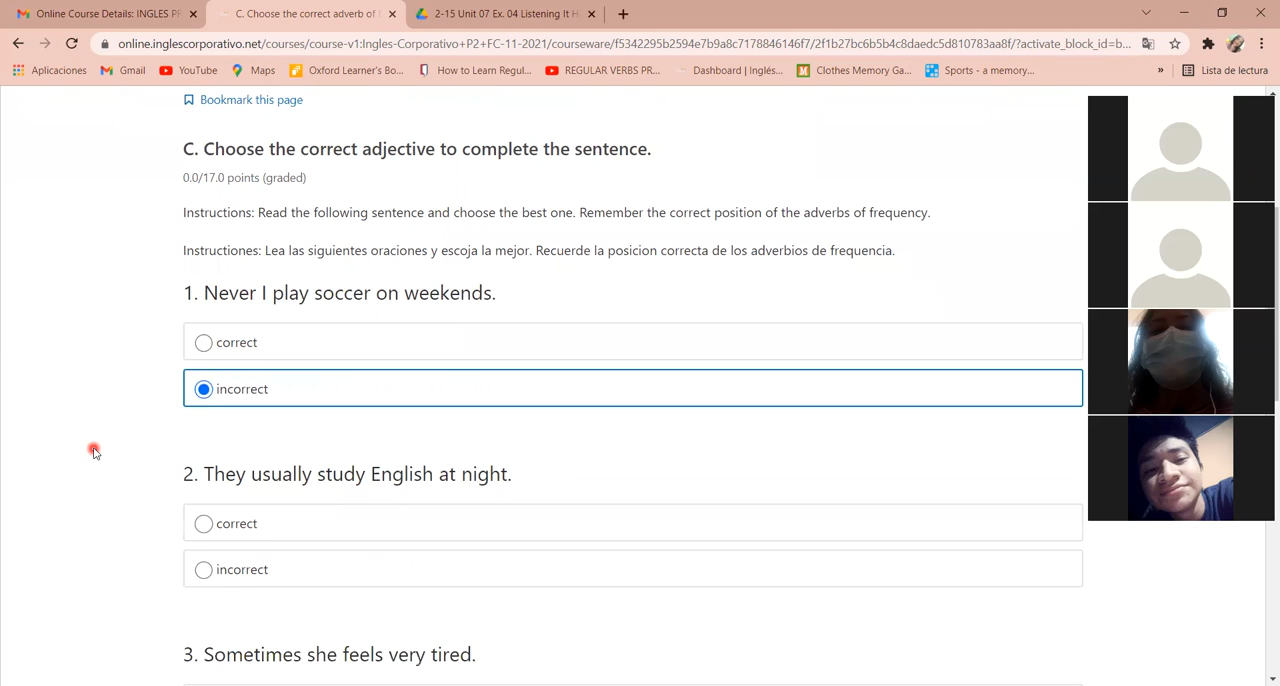 Online Course Details: INGLES P
C. Choose the correct adverb of
2-15 Unit 07 Ex. 04 Listening It H
online.inglescorporativo.net/courses/course-v1:Ingles-Corporativo+P2+FC-11-2021/courseware/f5342295b2594e7b9a8c7178846146f7/2f1b27bc6b5b4c8daedc5d810783aa8f/?activate_block_id=b...
Aplicaciones
Gmail
YouTube
Maps
Oxford Learner's Bo...
How to Learn Regul...
REGULAR VERBS PR...
Dashboard | Inglés...
Clothes Memory Ga...
Sports - a memory...
»
Lista de lectura
Bookmark this page
C. Choose the correct adjective to complete the sentence.
0.0/17.0 points (graded)
Instructions: Read the following sentence and choose the best one. Remember the correct position of the adverbs of frequency.
Instructiones: Lea las siguientes oraciones y escoja la mejor. Recuerde la posicion correcta de los adverbios de frequencia.
1. Never I play soccer on weekends.
correct
incorrect
2. They usually study English at night.
correct
incorrect
3. Sometimes she feels very tired.